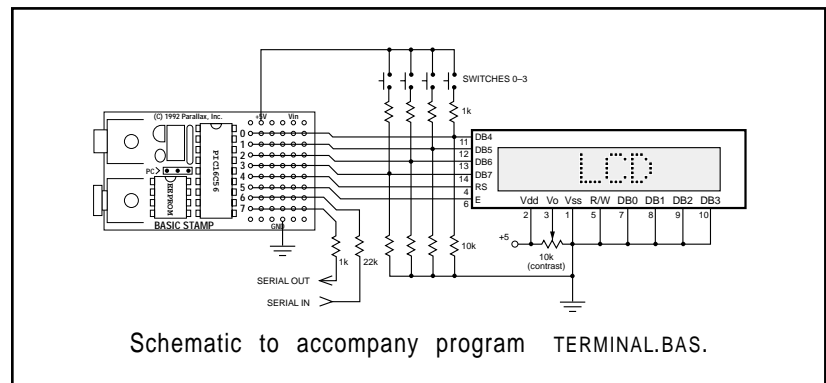 SWITCHES 0–3
(C) 1992 Parallax, Inc.
+5V
Vin
1k
0
1
2
3
4
5
6
7
PIC16C56
PC>
EEPROM
BASIC STAMP
GND
11
12
13
14
4
6
DB4
DB5
DB6
DB7
RS
E
LCD
Vdd Vo Vss R/W DB0 DB1 DB2 DB3
2 3 1 5 7 8 9 10
+5
10k
(contrast)
10k
1k
22k
SERIAL OUT
SERIAL IN
Schematic to accompany program TERMINAL.BAS.